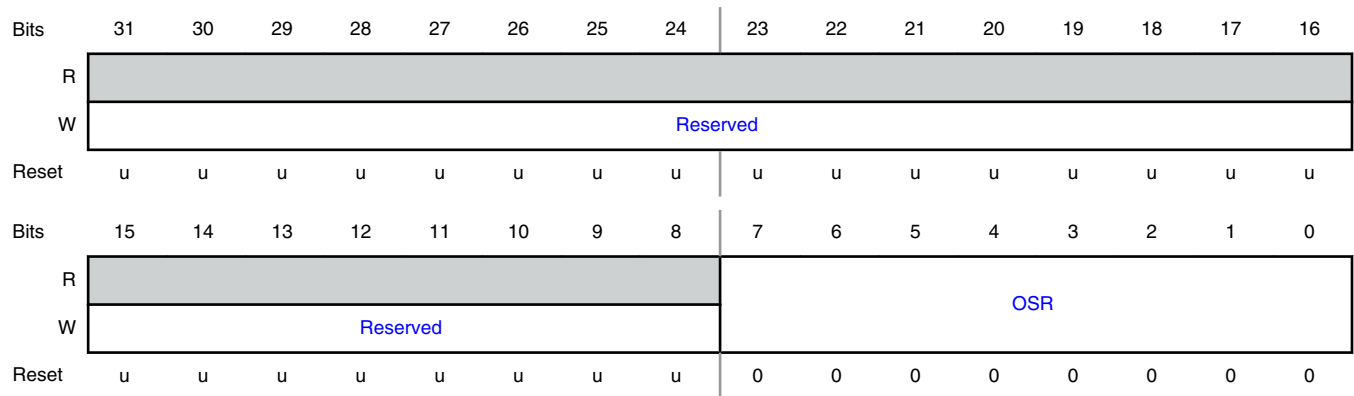 Bits 31 30 29 28 27 26 25 24 23 22 21 20 19 18 17 16
R
W Reserved
Reset u u u u u u u u u u u u u u u u
Bits 15 14 13 12 11 10 9 8 7 6 5 4 3 2 1 0
R
OSR
W Reserved
Reset u u u u u u u u 0 0 0 0 0 0 0 0